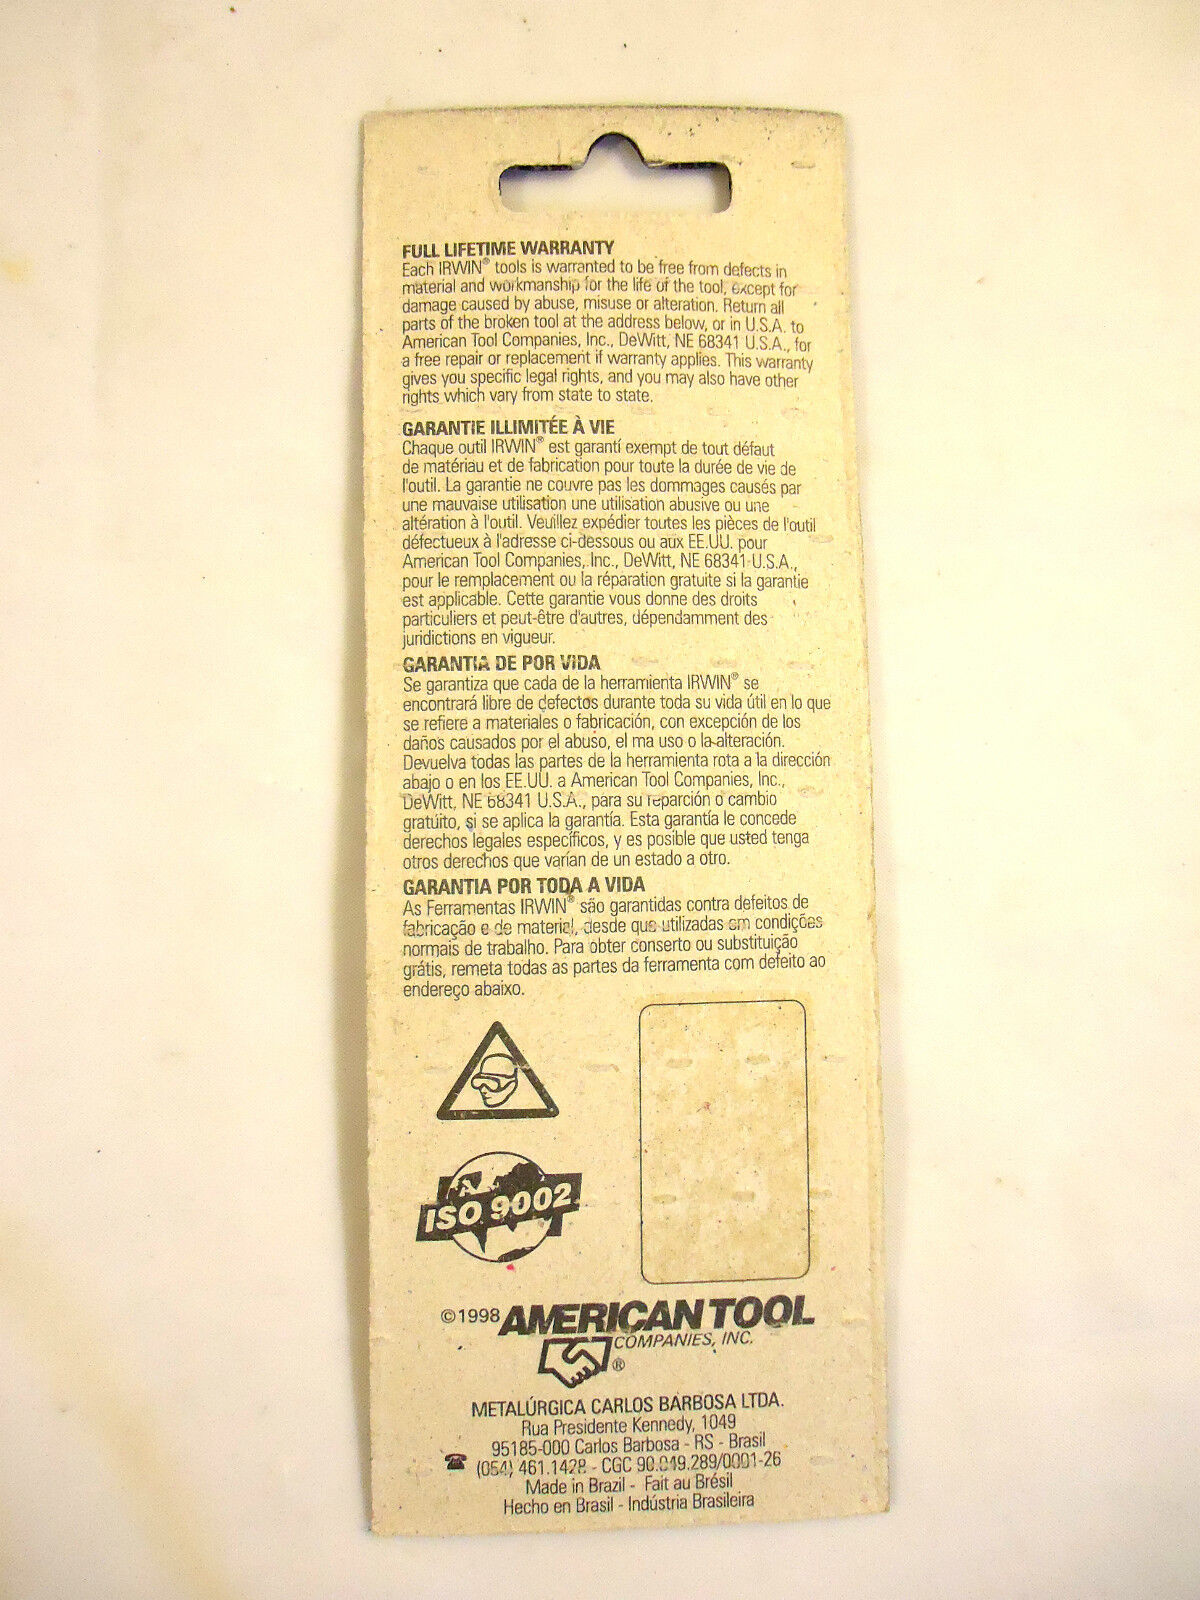 FULL LIFETIME WARRANTY
Each IRWIN® tools is warranted to be free from defects in
material and workmanship for the life of the tool, except for
damage caused by abuse, misuse or alteration. Return all
parts of the broken tool at the address below, or in U.S.A. to
American Tool Companies, Inc., DeWitt, NE 68341 U.S.A., for
a free repair or replacement if warranty applies. This warranty
gives you specific legal rights, and you may also have other
rights which vary from state to state.
GARANTIE ILLIMITÉE À VIE
Chaque outil IRWIN® est garantí exempt de tout défaut
de matériau et de fabrication pour toute la durée de vie de
l'outil. La garantie ne couvre pas les dommages causés par
une mauvaise utilisation une utilisation abusive ou une
altération à l'outil. Veuillez expédier toutes les pièces de l'outil
défectueux à l'adresse ci-dessous ou aux EE.UU. pour
American Tool Companies, Inc., DeWitt, NE 68341 U.S.A.,
pour le remplacement ou la réparation gratuite si la garantie
est applicable. Cette garantie vous donne des droits
particuliers et peut-être d'autres, dépendamment des
juridictions en vigueur.
GARANTIA DE POR VIDA
Se garantiza que cada de la herramienta IRWIN® se
encontrará libre de defectos durante toda su vida útil en lo que
se refiere a materiales o fabricación, con excepción de los
daños causados por el abuso, el ma uso o la alteración.
Devuelva todas las partes de la herramienta rota a la dirección
abajo o en los EE.UU. a American Tool Companies, Inc.,
DeWitt, NE 68341 U.S.A., para su reparción o cambio
gratúito, si se aplica la garantía. Esta garantía le concede
derechos legales específicos, y es posible que usted tenga
otros derechos que varían de un estado a otro.
GARANTIA POR TODA A VIDA
As Ferramentas IRWIN® são garantidas contra defeitos de
fabricação e de material, desde que utilizadas em condições
normais de trabalho. Para obter conserto ou substituição
grátis, remeta todas as partes da ferramenta com defeito ao
endereço abaixo.
ISO 9002
©1998 AMERICAN TOOL
COMPANIES, INC.
®
METALÚRGICA CARLOS BARBOSA LTDA.
Rua Presidente Kennedy, 1049
95185-000 Carlos Barbosa - RS - Brasil
(054) 461.1428 - CGC 90.049.289/0001-26
Made in Brazil - Fait au Brésil
Hecho en Brasil - Indústria Brasileira